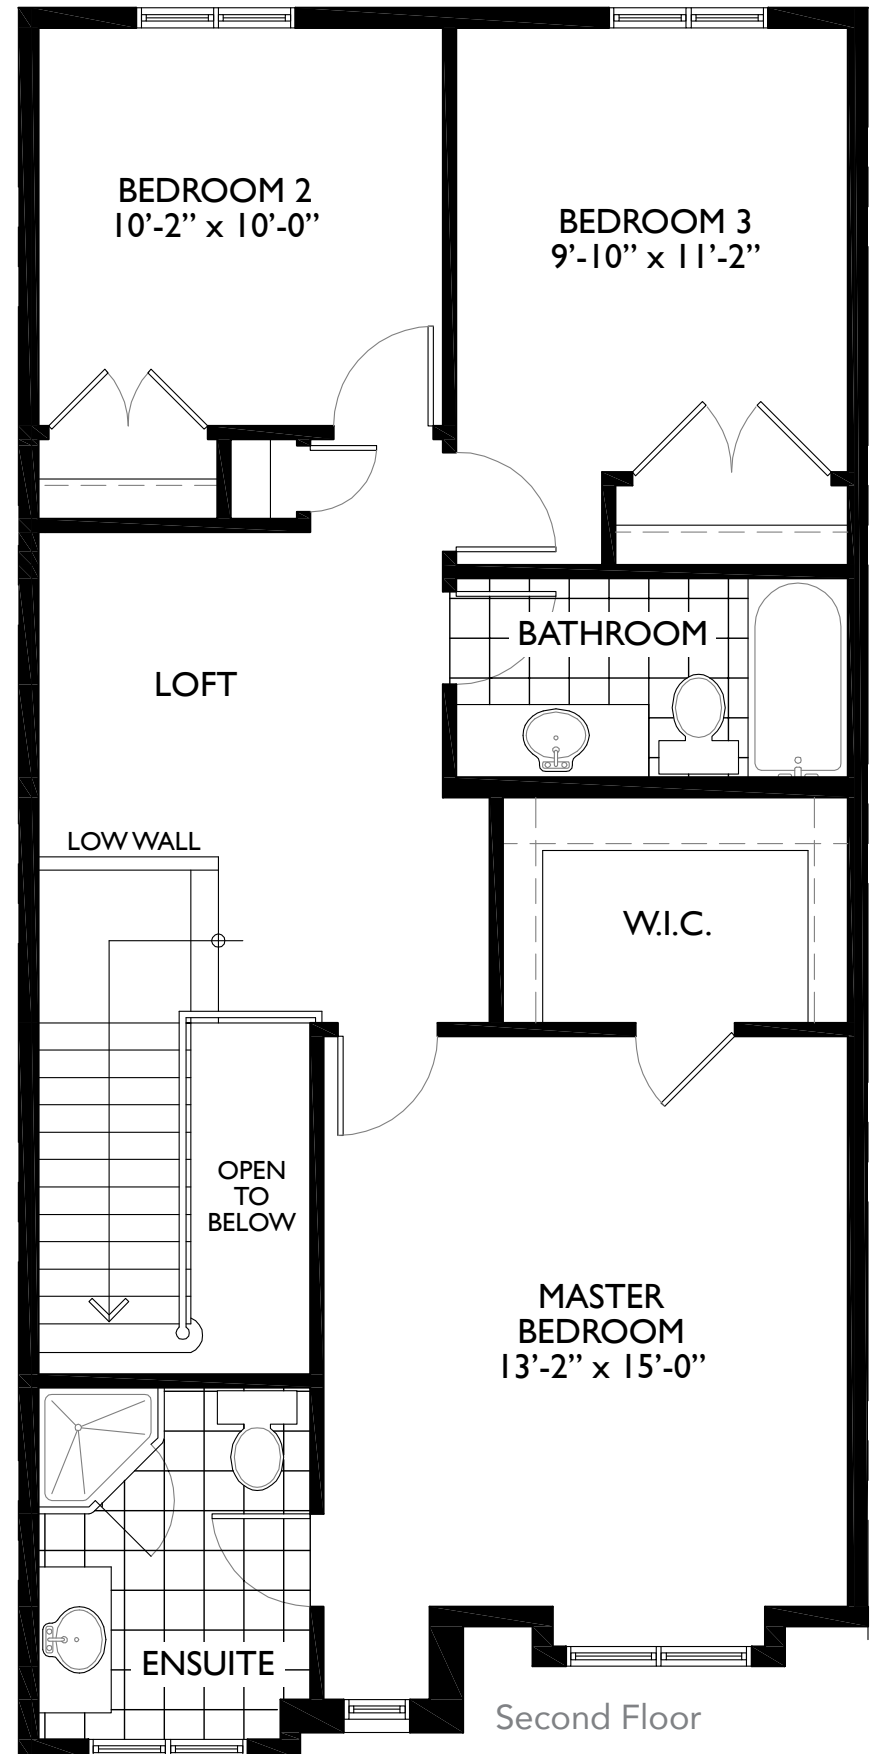 BEDROOM 2
10’-2” x 10’-0”
BEDROOM 3
9’-10” x 11’-2”
BATHROOM
LOFT
LOW WALL
W.I.C.
OPEN
TO
BELOW
MASTER
BEDROOM
13’-2” x 15’-0”
ENSUITE
Second Floor